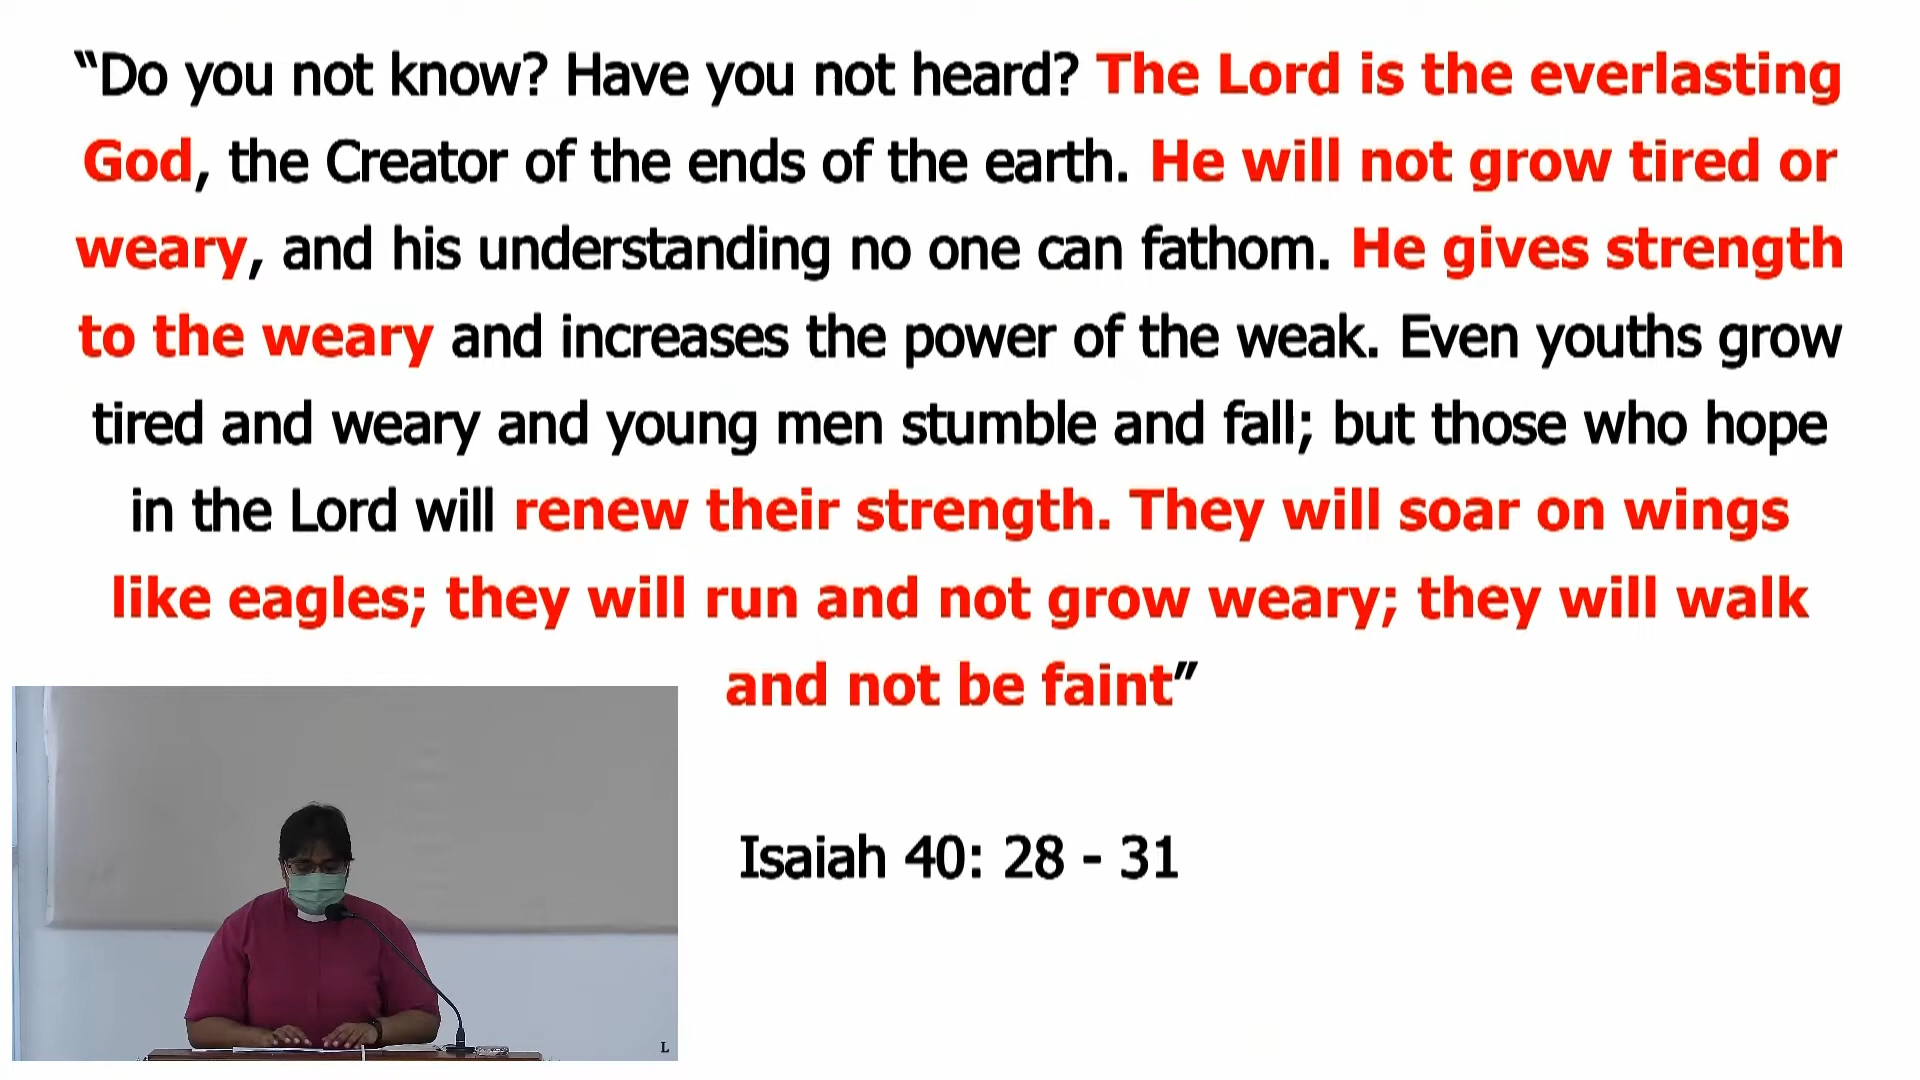 “Do you not know? Have you not heard? The Lord is the everlasting
God, the Creator of the ends of the earth. He will not grow tired or
weary, and his understanding no one can fathom. He gives strength
to the weary and increases the power of the weak. Even youths grow
tired and weary and young men stumble and fall; but those who hope
in the Lord will renew their strength. They will soar on wings
like eagles; they will run and not grow weary; they will walk
and not be faint”
Isaiah 40: 28 - 31
L